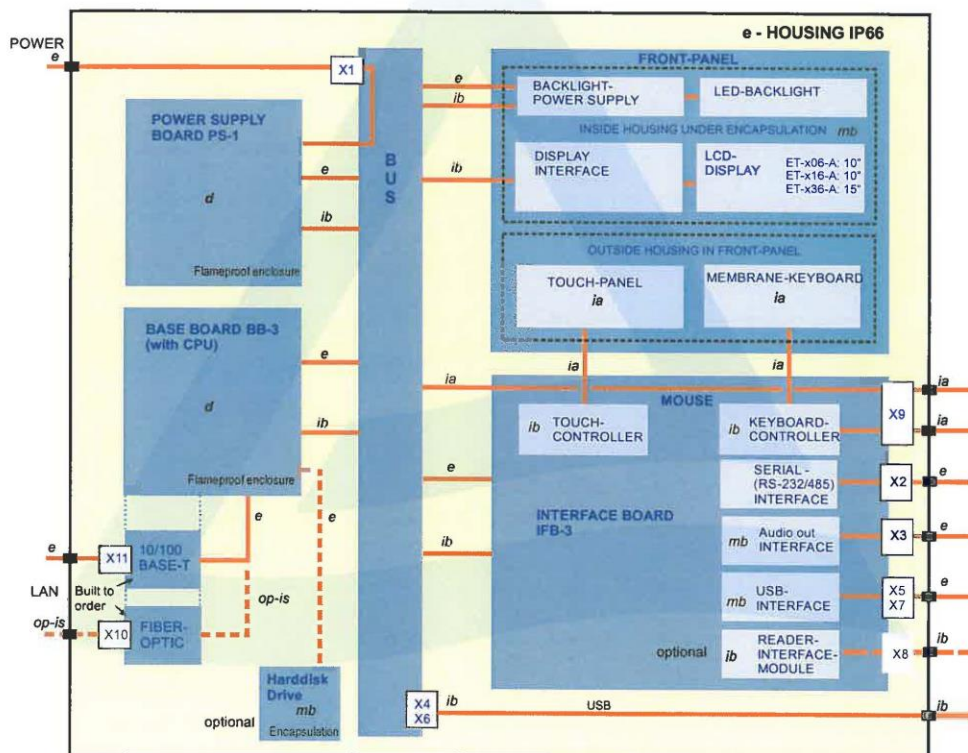 e - HOUSING IP66
POWER
e
X1
FRONT-PANEL
e
ib
BACKLIGHT-
POWER SUPPLY
LED-BACKLIGHT
INSIDE HOUSING UNDER ENCAPSULATION mb
ib
DISPLAY
INTERFACE
LCD-
DISPLAY
ET-x06-A: 10"
ET-x16-A: 10"
ET-x36-A: 15"
OUTSIDE HOUSING IN FRONT-PANEL
TOUCH-PANEL
ia
MEMBRANE-KEYBOARD
ia
POWER SUPPLY
BOARD PS-1
d
Flameproof enclosure
e
ib
BUS
BASE BOARD BB-3
(with CPU)
d
Flameproof enclosure
e
ib
ia
ia
ia
MOUSE
ib TOUCH-
CONTROLLER
ib KEYBOARD-
CONTROLLER
X9
ia
ia
e
SERIAL -
(RS-232/485)
INTERFACE
X2
e
INTERFACE BOARD
IFB-3
mb Audio out
INTERFACE
X3
e
ib
mb USB-
INTERFACE
X5
X7
e
optional
ib READER-
INTERFACE-
MODULE
X8
ib
e
e
e
X11
10/100
BASE-T
LAN
Built to
order
op-is
op-is
X10
FIBER-
OPTIC
optional
Harddisk
Drive
mb
Encapsulation
X4
X6
ib
USB
ib